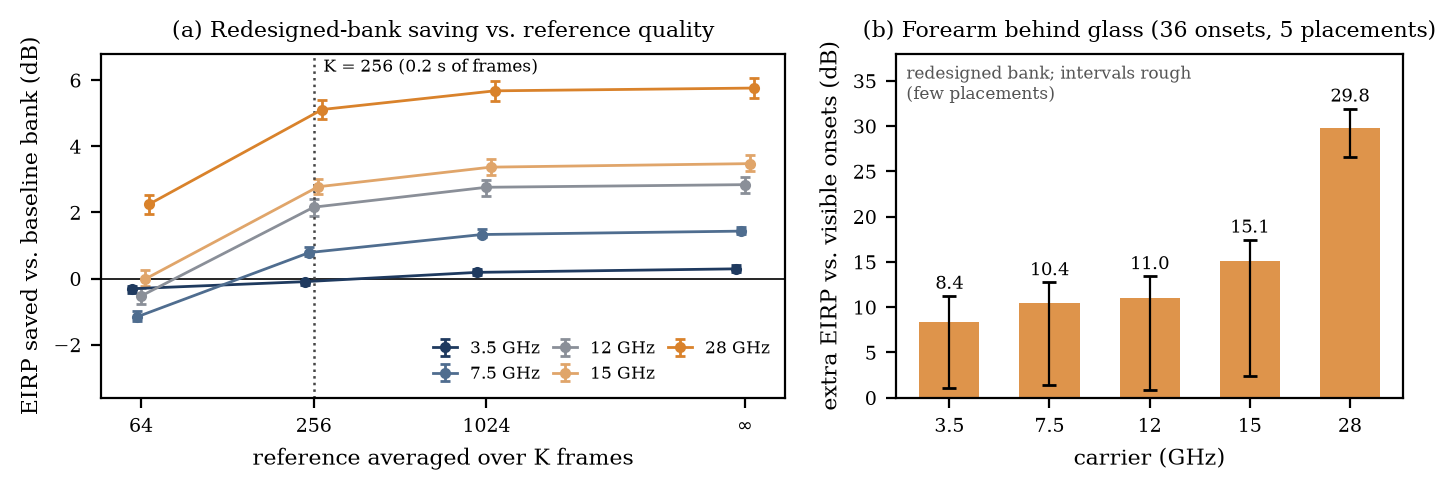 (a) Redesigned-bank saving vs. reference quality
EIRP saved vs. baseline bank (dB)
6
4
2
0
−2
K = 256 (0.2 s of frames)
3.5 GHz
7.5 GHz
12 GHz
15 GHz
28 GHz
64
256
1024
∞
reference averaged over K frames
(b) Forearm behind glass (36 onsets, 5 placements)
extra EIRP vs. visible onsets (dB)
35
30
25
20
15
10
5
0
redesigned bank; intervals rough
(few placements)
8.4
10.4
11.0
15.1
29.8
3.5
7.5
12
15
28
carrier (GHz)